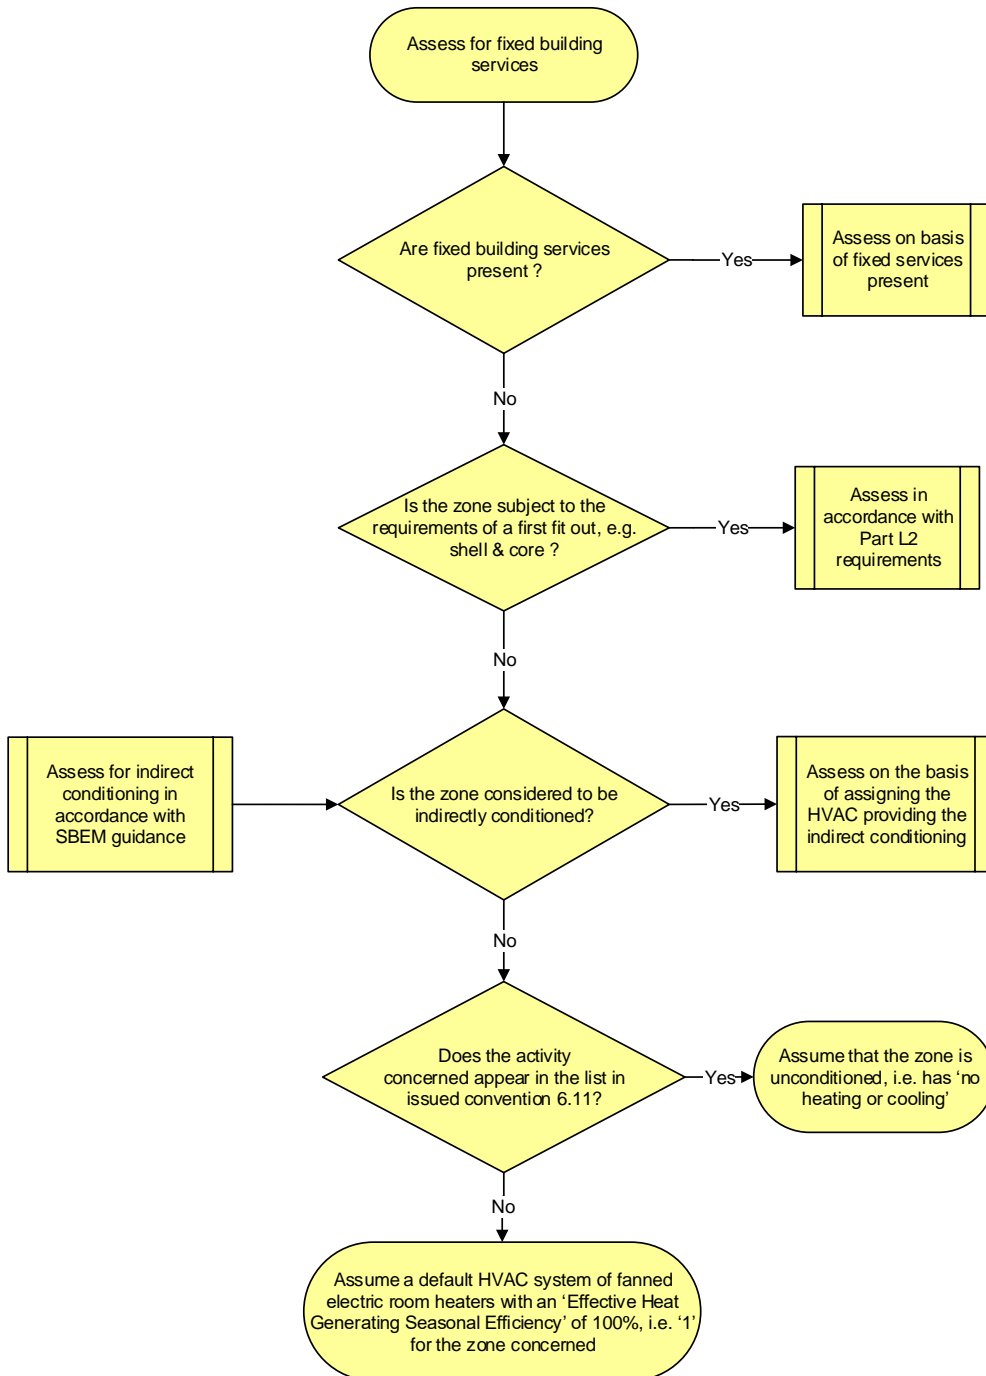 Assess for fixed building
services
Are fixed building services
present ?
Yes
Assess on basis
of fixed services
present
No
Is the zone subject to the
requirements of a first fit out, e.g.
shell & core ?
Yes
Assess in
accordance with
Part L2
requirements
No
Assess for indirect
conditioning in
accordance with
SBEM guidance
Is the zone considered to be
indirectly conditioned?
Yes
Assess on the basis
of assigning the
HVAC providing the
indirect conditioning
No
Does the activity
concerned appear in the list in
issued convention 6.11?
Yes
Assume that the zone is
unconditioned, i.e. has ‘no
heating or cooling’
No
Assume a default HVAC system of fanned
electric room heaters with an ‘Effective Heat
Generating Seasonal Efficiency’ of 100%, i.e. ‘1’
for the zone concerned